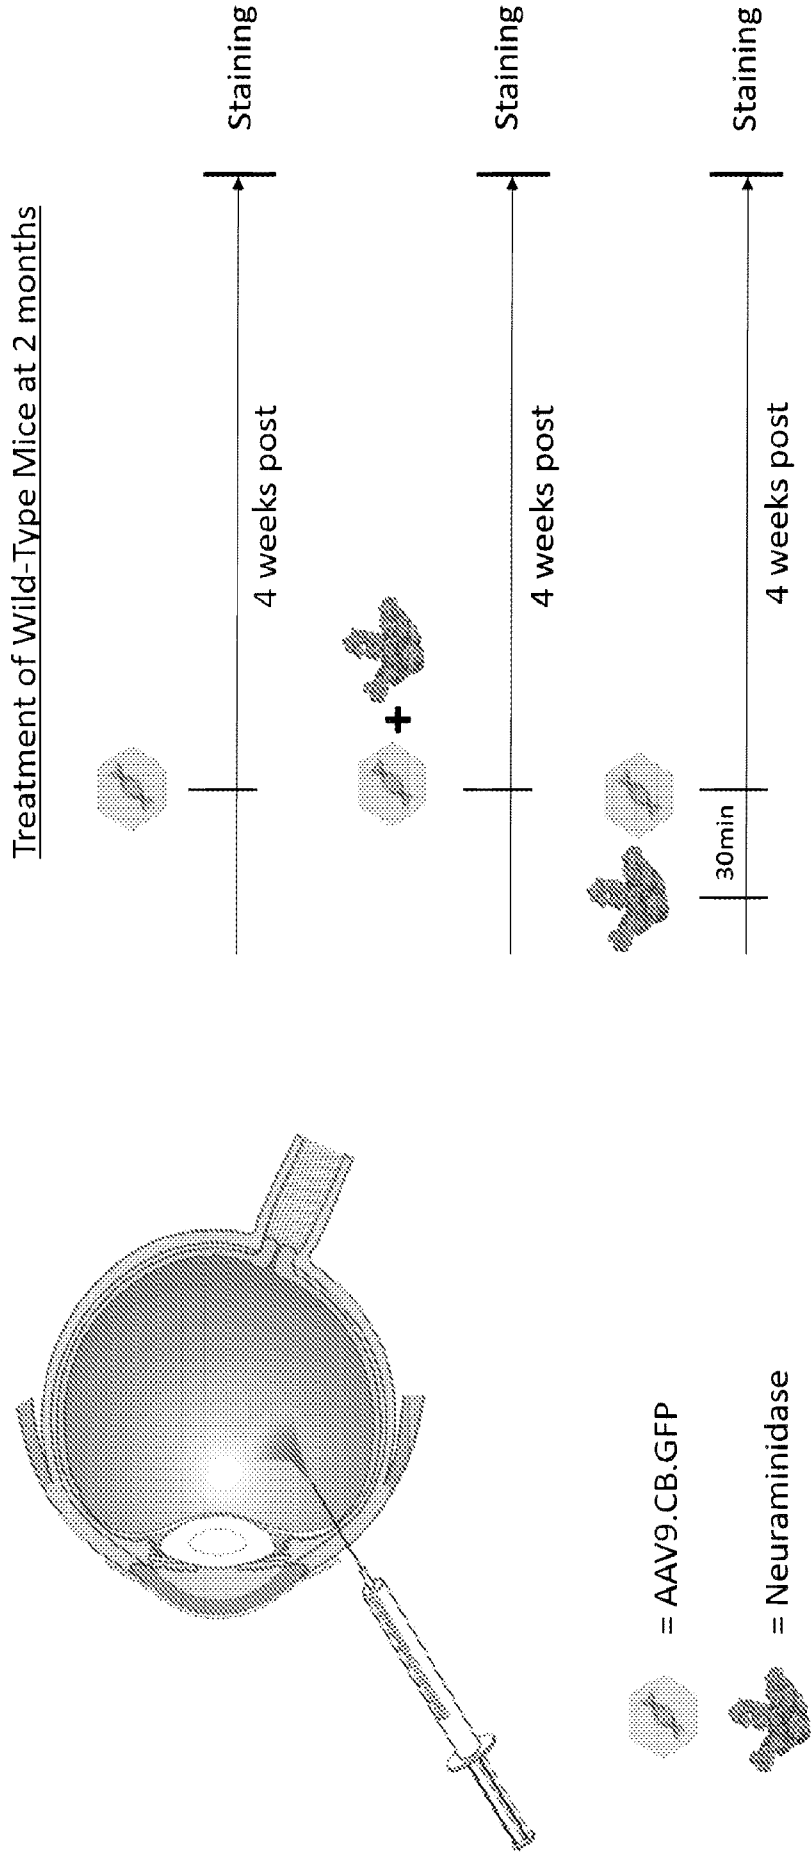 Treatment of Wild-Type Mice at 2 months
4 weeks post
Staining
+
4 weeks post
Staining
30min
4 weeks post
Staining
= AAV9.CB.GFP
= Neuraminidase